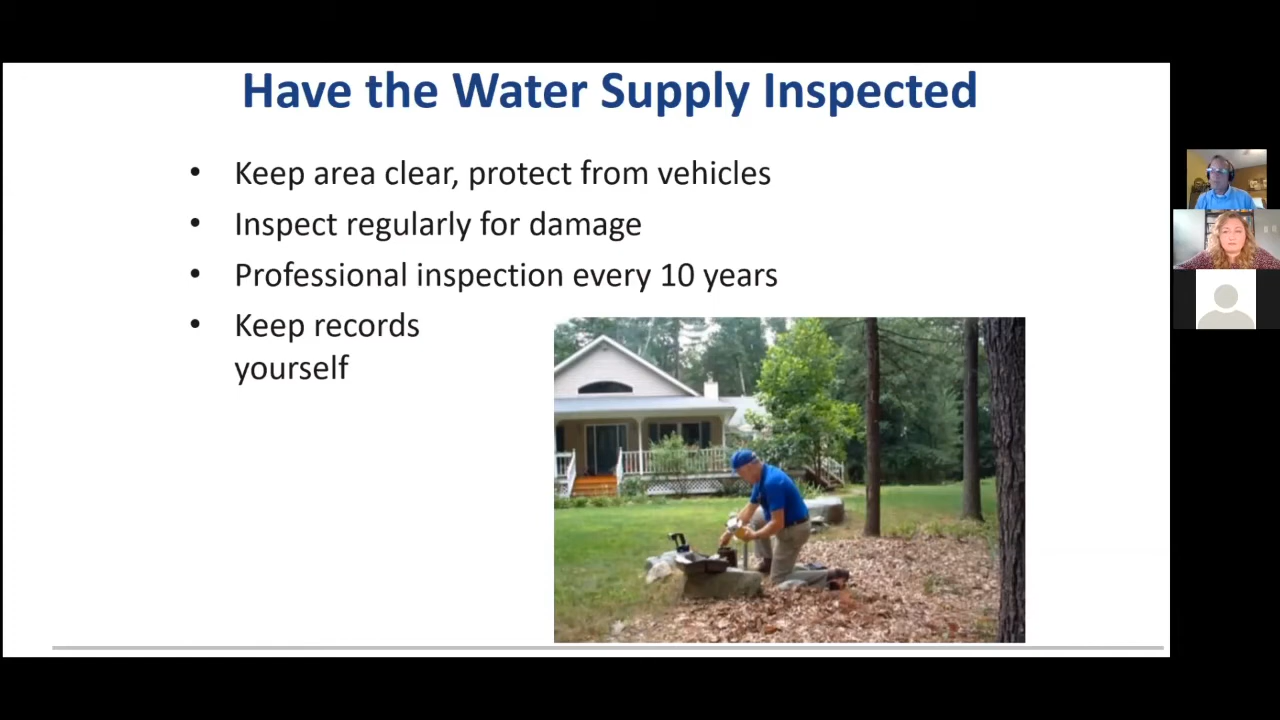 Have the Water Supply Inspected
• Keep area clear, protect from vehicles
• Inspect regularly for damage
• Professional inspection every 10 years
• Keep records
yourself